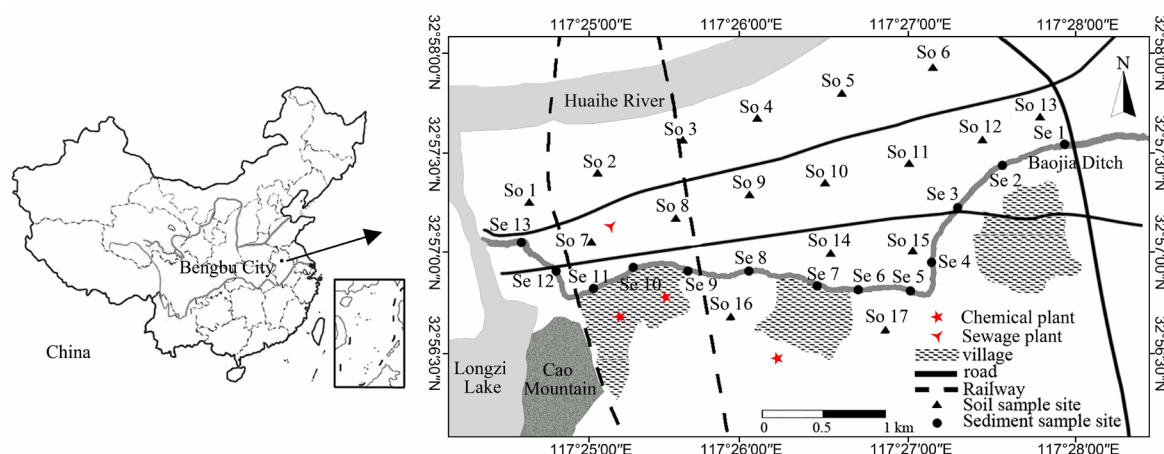 Bengbu City
China
117°25′00″E
117°26′00″E
117°27′00″E
117°28′00″E
32°58′00″N
32°57′30″N
32°57′00″N
32°56′30″N
32°58′00″N
32°57′30″N
32°57′00″N
32°56′30″N
N
Huaihe River
So 6
So 5
So 4
So 3
So 13
So 12
Se 1
Baojia Ditch
So 2
So 11
So 10
Se 2
So 1
So 9
Se 3
So 8
Se 13
So 7
So 14
So 15
Se 4
Se 12
Se 11
Se 10
Se 9
Se 8
Se 7
Se 6
Se 5
So 16
So 17
Longzi
Lake
Cao
Mountain
Chemical plant
Sewage plant
village
road
Railway
Soil sample site
Sediment sample site
0
0.5
1 km
117°25′00″E
117°26′00″E
117°27′00″E
117°28′00″E